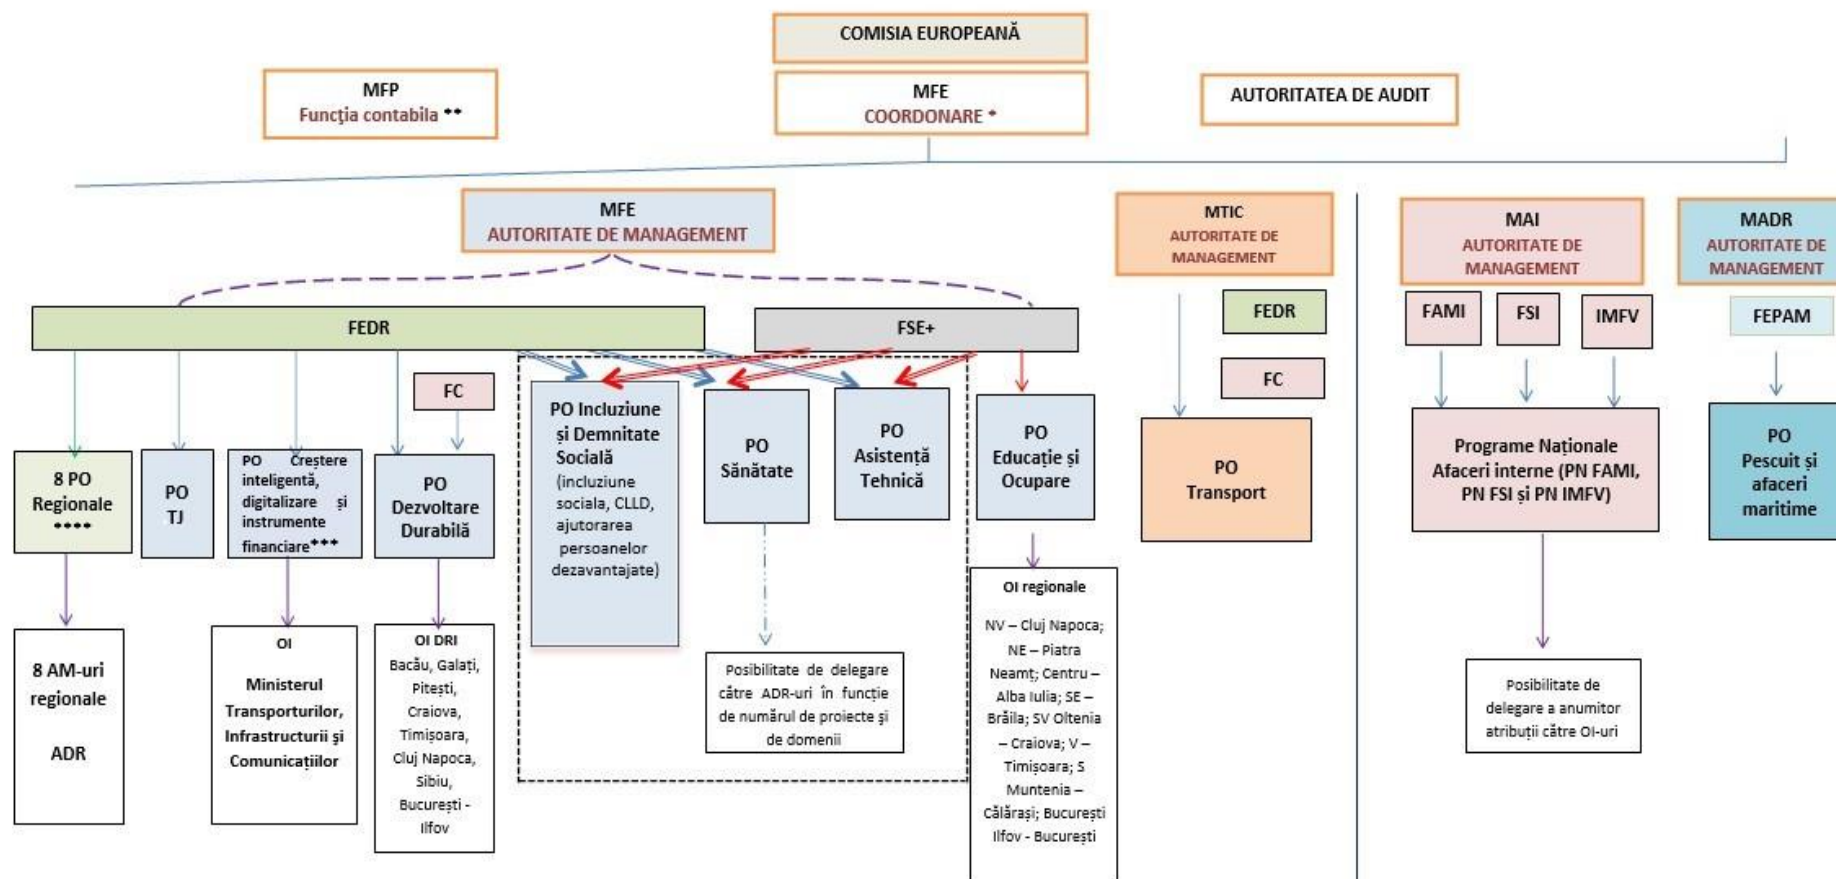 COMISIA EUROPEANĂ
MFP
Funcţia contabila **
MFE
COORDONARE *
AUTORITATEA DE AUDIT
MFE
AUTORITATE DE MANAGEMENT
MTIC
AUTORITATE DE
MANAGEMENT
MAI
AUTORITATE DE
MANAGEMENT
MADR
AUTORITATE DE
MANAGEMENT
FEDR
FSE+
FEDR
FC
FAMI
FSI
IMFV
FEPAM
FC
8 PO
Regionale
****
PO
TJ
PO Creștere
inteligentă,
digitalizare și
instrumente
financiare***
PO
Dezvoltare
Durabilă
PO Incluziune
și Demnitate
Socială
(incluziune
sociala, CLLD,
ajutorarea
persoanelor
dezavantajate)
PO
Sănătate
PO
Asistență
Tehnică
PO
Educație și
Ocupare
PO
Transport
Programe Naționale
Afaceri interne (PN FAMI,
PN FSI și PN IMFV)
PO
Pescuit și
afaceri
maritime
8 AM-uri
regionale
ADR
OI
Ministerul
Transporturilor,
Infrastructurii şi
Comunicațiilor
OI DRI
Bacău, Galați,
Pitești,
Craiova,
Timișoara,
Cluj Napoca,
Sibiu,
București -
Ilfov
Posibilitate de delegare
către ADR-uri în funcție
de numărul de proiecte şi
de domenii
OI regionale
NV – Cluj Napoca;
NE – Piatra
Neamț; Centru –
Alba Iulia; SE –
Brăila; SV Oltenia
– Craiova; V –
Timișoara; S
Muntenia –
Călărași; București
Ilfov - București
Posibilitate de
delegare a anumitor
atribuții către OI-uri